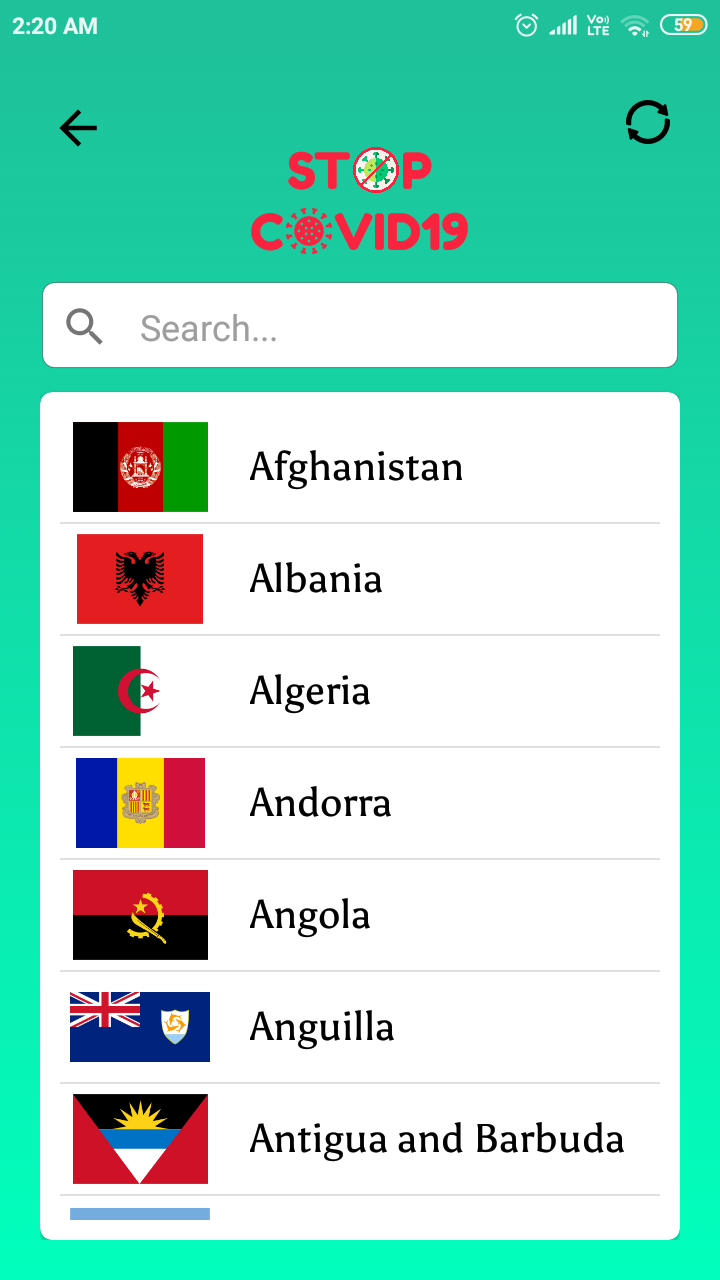 2:20 AM
Vo))
LTE
59
STOP
COVID19
Search...
Afghanistan
Albania
Algeria
Andorra
Angola
Anguilla
Antigua and Barbuda